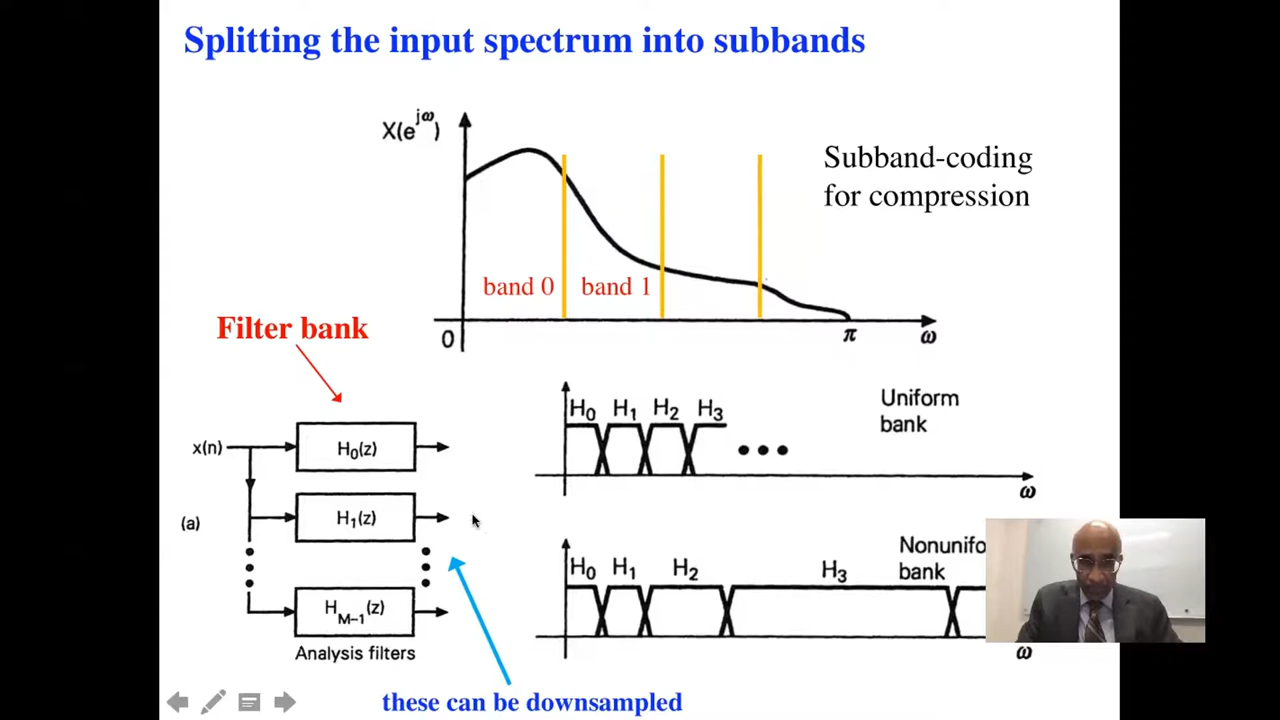 Splitting the input spectrum into subbands
X(e^jω)
Subband-coding
for compression
band 0 band 1
0 π ω
Filter bank
H0 H1 H2 H3
Uniform
bank
ω
x(n)
H0(z)
(a)
H1(z)
HM–1(z)
Analysis filters
H0 H1 H2 H3
bank
ω
these can be downsampled